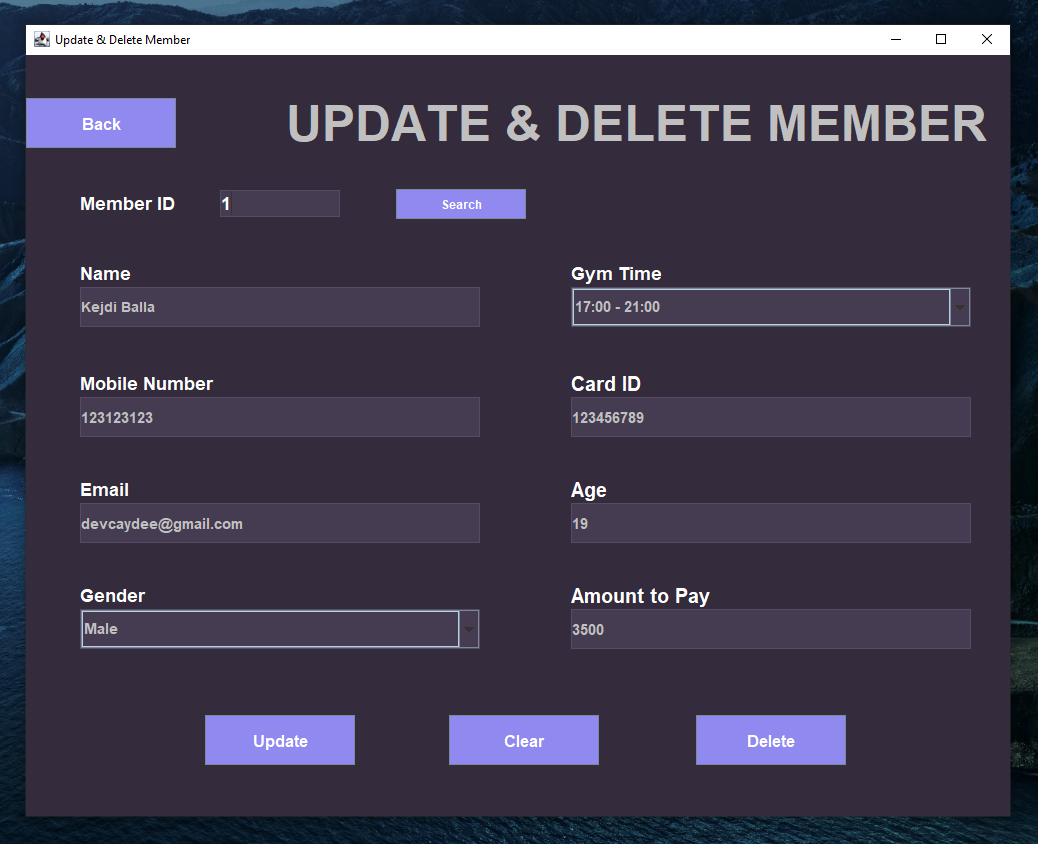 Update & Delete Member
Back
UPDATE & DELETE MEMBER
Member ID
1
Search
Name
Kejdi Balla
Gym Time
17:00 - 21:00
Mobile Number
123123123
Card ID
123456789
Email
devcaydee@gmail.com
Age
19
Gender
Male
Amount to Pay
3500
Update
Clear
Delete